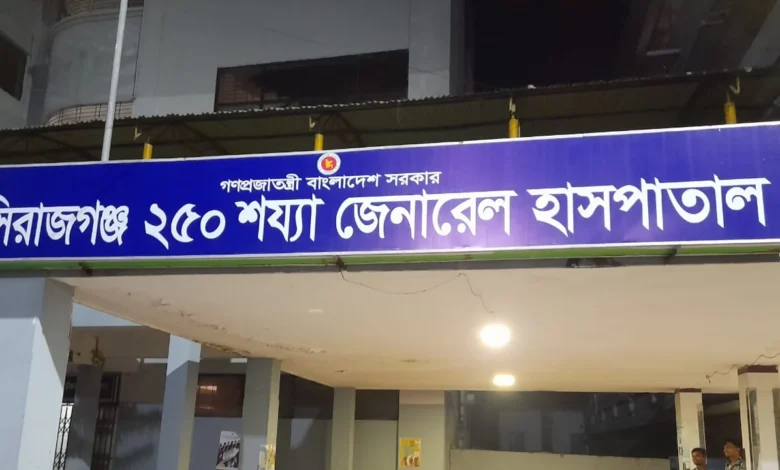 গণপ্রজাতন্ত্রী বাংলাদেশ সরকার
সিরাজগঞ্জ ২৫০ শয্যা জেনারেল হাসপাতাল